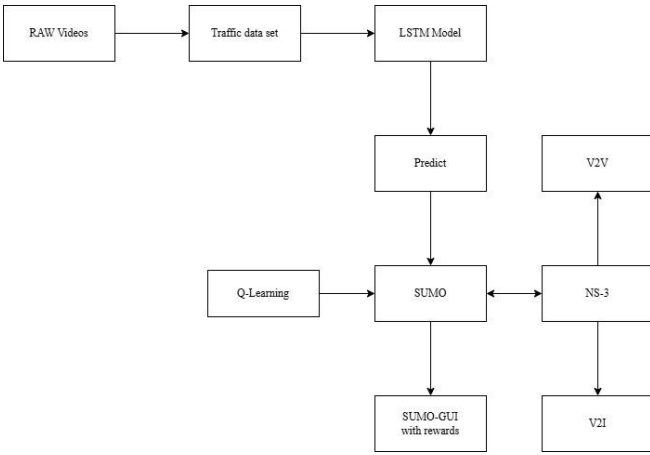 RAW Videos
Traffic data set
LSTM Model
Predict
V2V
Q-Learning
SUMO
NS-3
SUMO-GUI
with rewards
V2I